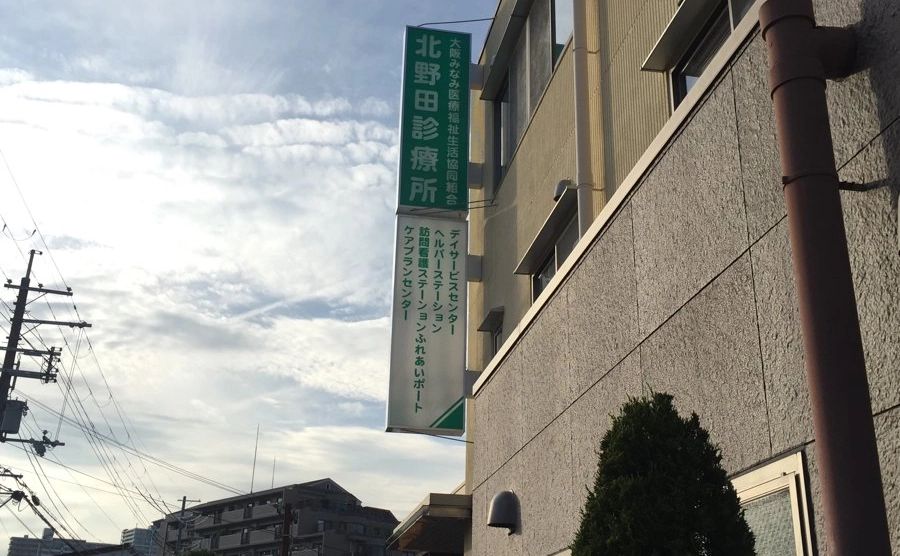 大阪みなみ医療福祉生活協同組合
北野田診療所
デイサービスセンター
ヘルパーステーション
訪問看護ステーションふれあいポート
ケアプランセンター